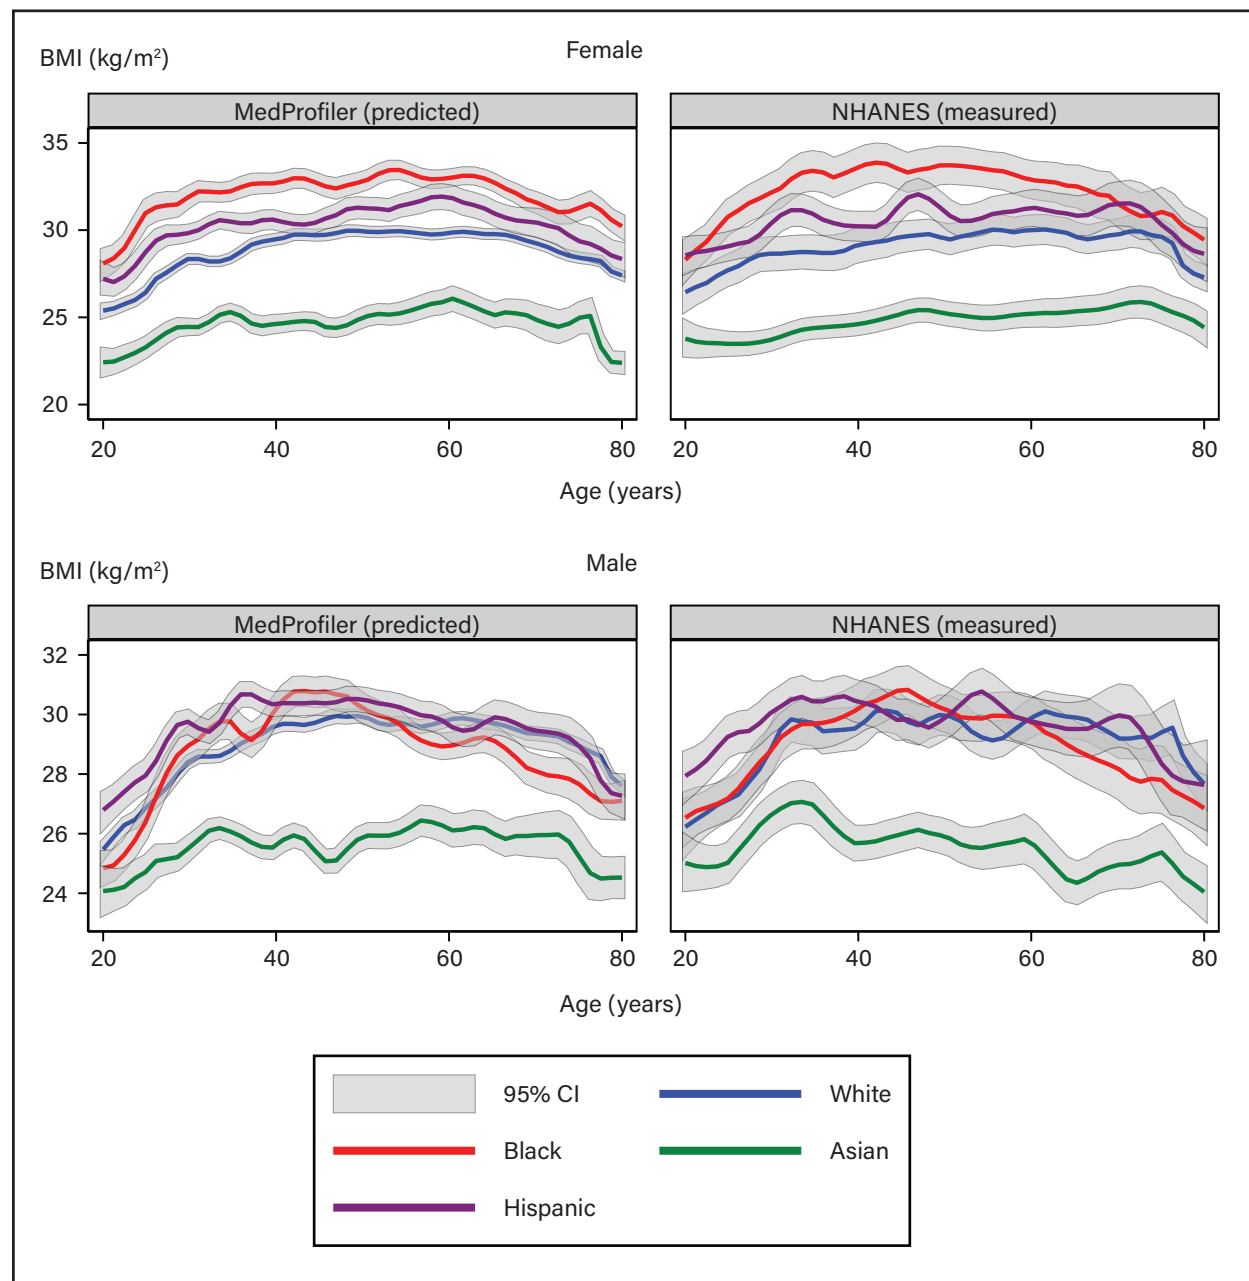 Female
BMI (kg/m²)
MedProfiler (predicted) NHANES (measured)
35
30
25
20
20 40 60 80 20 40 60 80
Age (years)
Male
BMI (kg/m²)
MedProfiler (predicted) NHANES (measured)
32
30
28
26
24
20 40 60 80 20 40 60 80
Age (years)
95% CI White
Black Asian
Hispanic